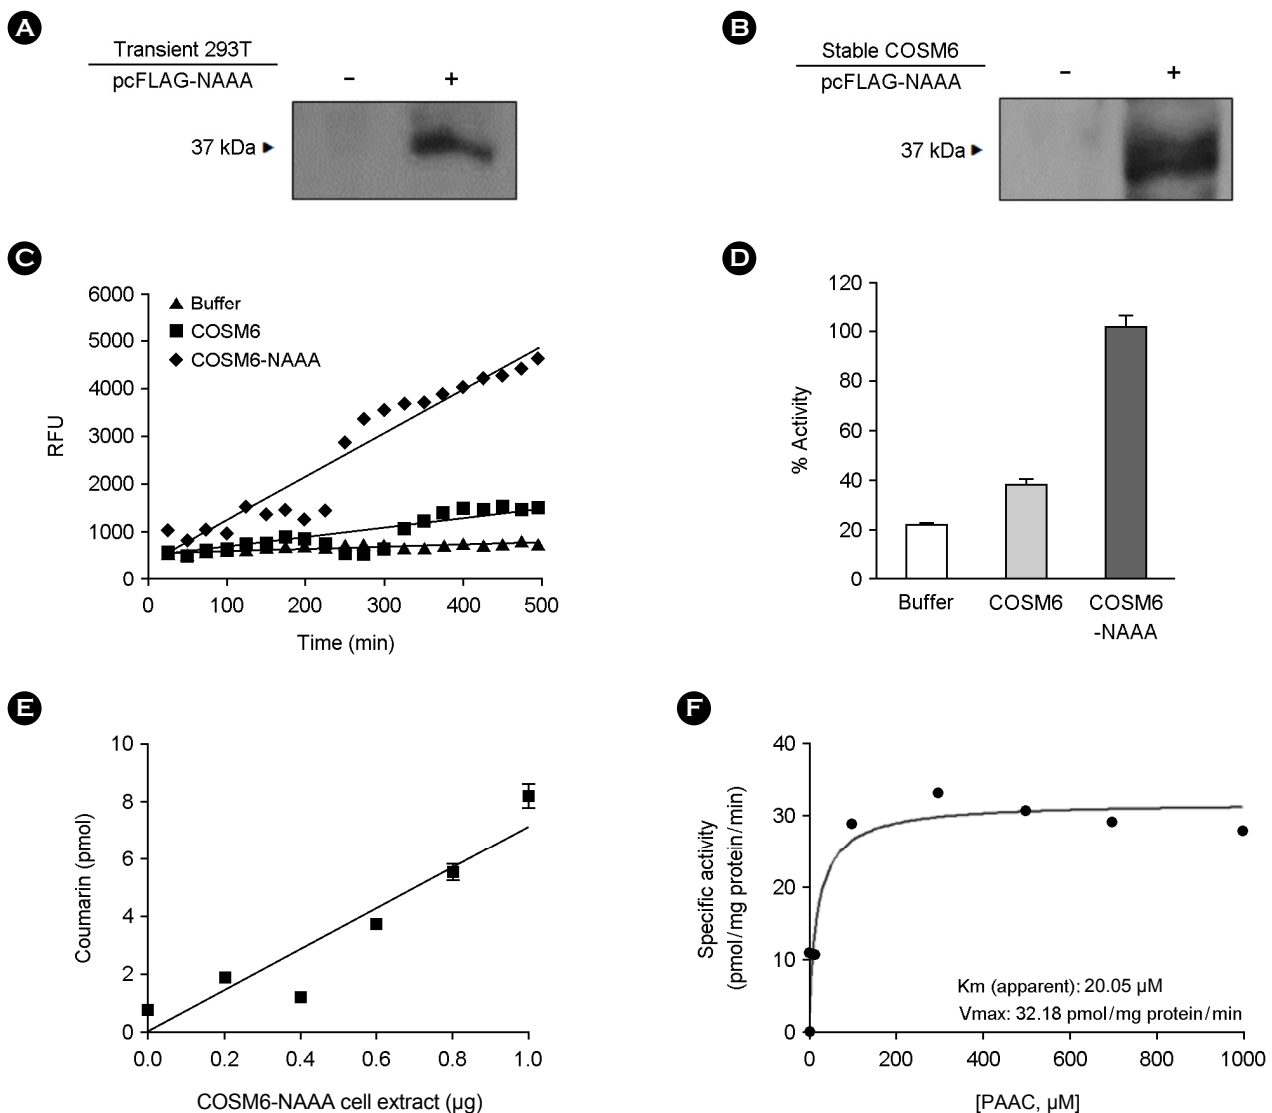 A
Transient 293T
pcFLAG-NAAA
− +
37 kDa
B
Stable COSM6
pcFLAG-NAAA
- +
37 kDa
C
6000
5000
4000
3000
2000
1000
0
RFU
Buffer
COSM6
COSM6-NAAA
0 100 200 300 400 500
Time (min)
D
120
100
80
60
40
20
0
% Activity
Buffer COSM6 COSM6
-NAAA
E
10
8
6
4
2
0
Coumarin (pmol)
0.0 0.2 0.4 0.6 0.8 1.0
COSM6-NAAA cell extract (µg)
F
40
30
20
10
0
Specific activity
(pmol/mg protein/min)
Km (apparent): 20.05 µM
Vmax: 32.18 pmol/mg protein/min
0 200 400 600 800 1000
[PAAC, µM]